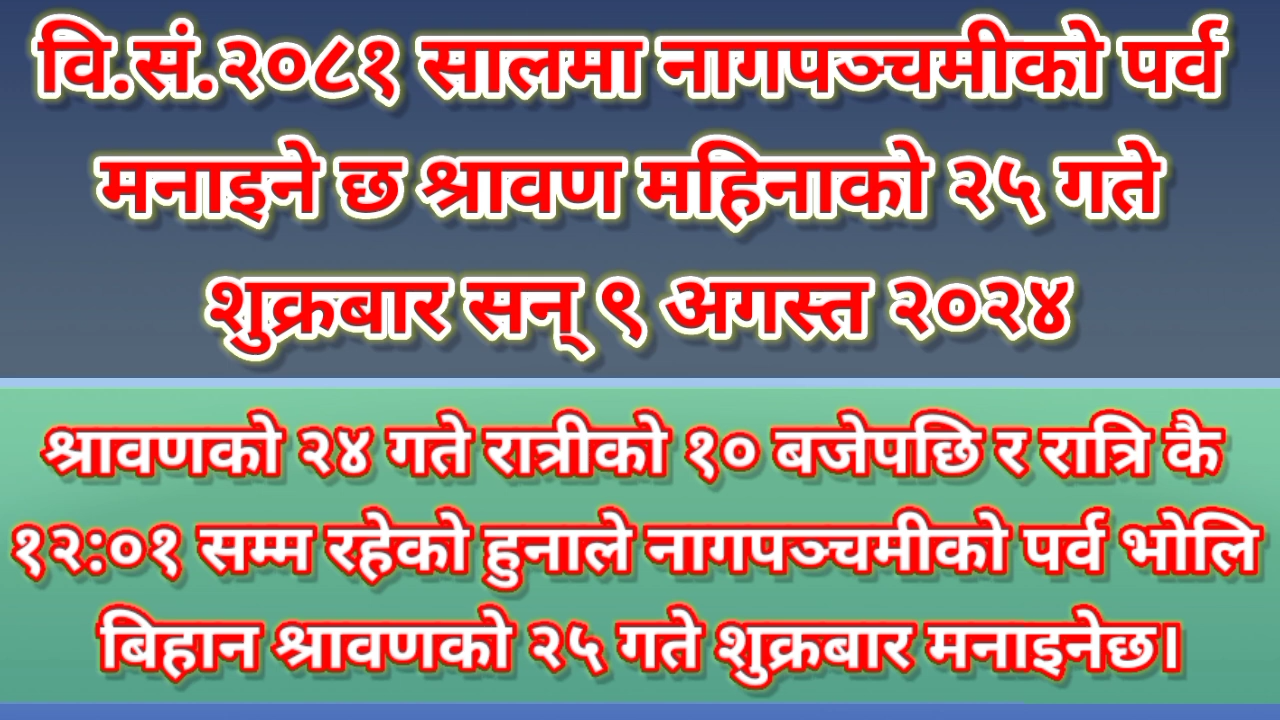 वि.सं.२०८१ सालमा नागपञ्चमीको पर्व
मनाइने छ श्रावण महिनाको २५ गते
शुक्रबार सन् ९ अगस्त २०२४
श्रावणको २४ गते रात्रीको १० बजेपछि र रात्रि कै
१२:०१ सम्म रहेको हुनाले नागपञ्चमीको पर्व भोलि
बिहान श्रावणको २५ गते शुक्रबार मनाइनेछ।